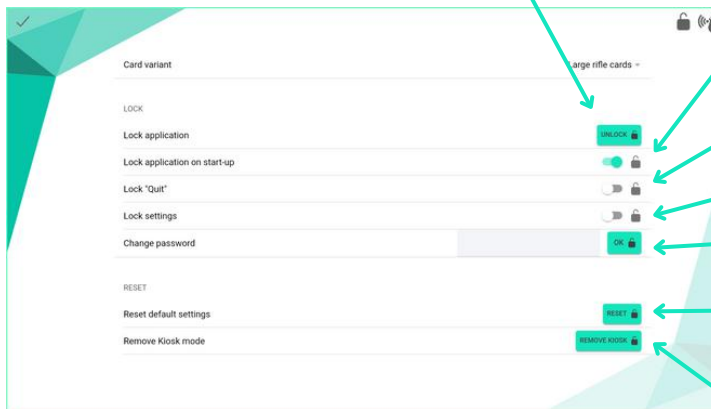 Card variant Large rifle cards
LOCK
Lock application UNLOCK
Lock application on start-up
Lock "Quit"
Lock settings
Change password OK
RESET
Reset default settings RESET
Remove Kiosk mode REMOVE KIOSK